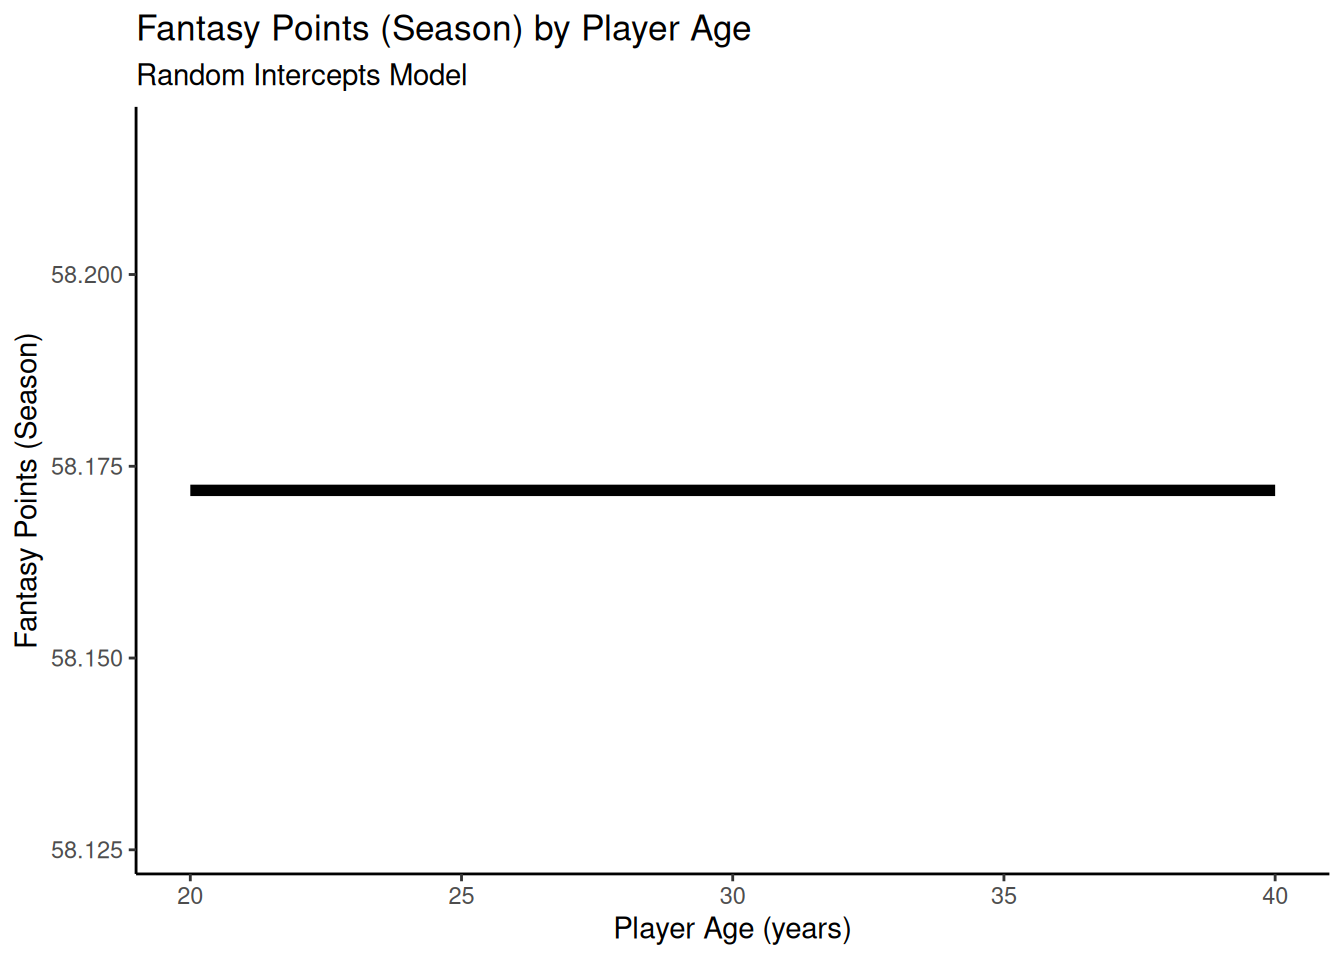 Fantasy Points (Season) by Player Age
Random Intercepts Model
Fantasy Points (Season)
58.200
58.175
58.150
58.125
20 25 30 35 40
Player Age (years)